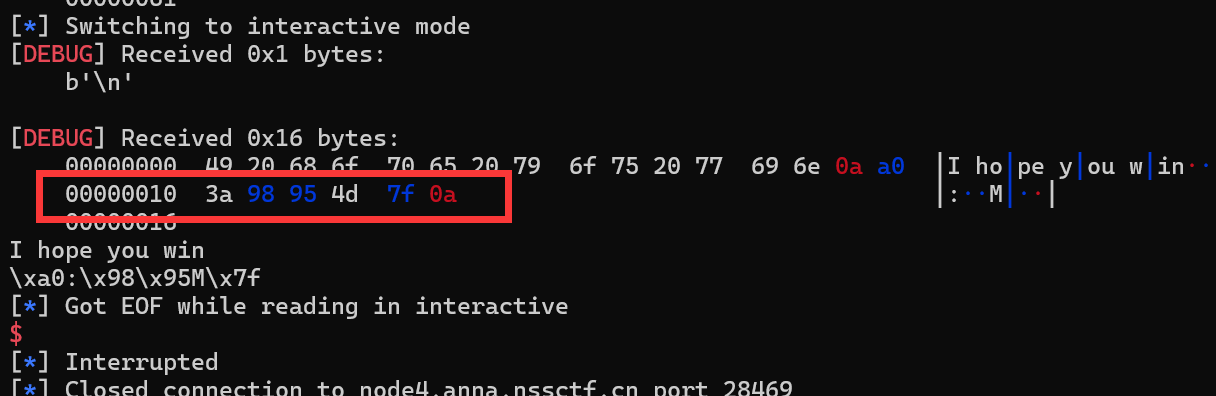 00000081
[*] Switching to interactive mode
[DEBUG] Received 0x1 bytes:
    b'\n'
[DEBUG] Received 0x16 bytes:
    00000000  49 20 68 6f  70 65 20 79  6f 75 20 77  69 6e 0a a0  │I ho│pe y│ou w│in··│
    00000010  3a 98 95 4d  7f 0a                                  │:··M│··│
    00000016
I hope you win
\xa0:\x98\x95M\x7f
[*] Got EOF while reading in interactive
$
[*] Interrupted
[*] Closed connection to node4.anna.nssctf.cn port 28469